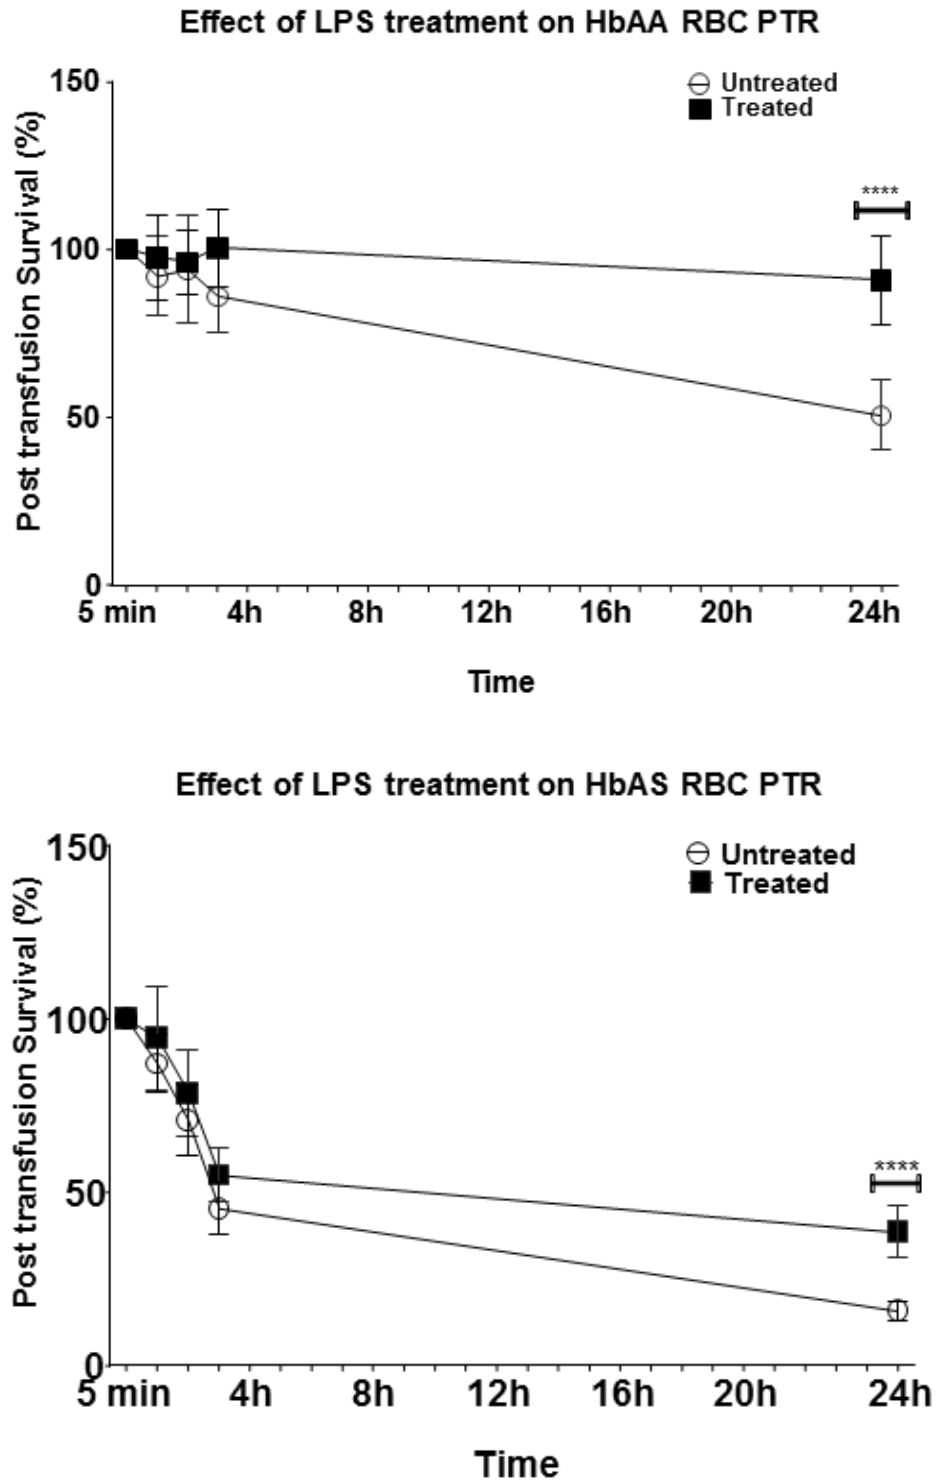 Effect of LPS treatment on HbAA RBC PTR
Post transfusion Survival (%)
150
100
50
0
Untreated
Treated
****
5 min 4h 8h 12h 16h 20h 24h
Time
Effect of LPS treatment on HbAS RBC PTR
Post transfusion Survival (%)
150
100
50
0
Untreated
Treated
****
5 min 4h 8h 12h 16h 20h 24h
Time